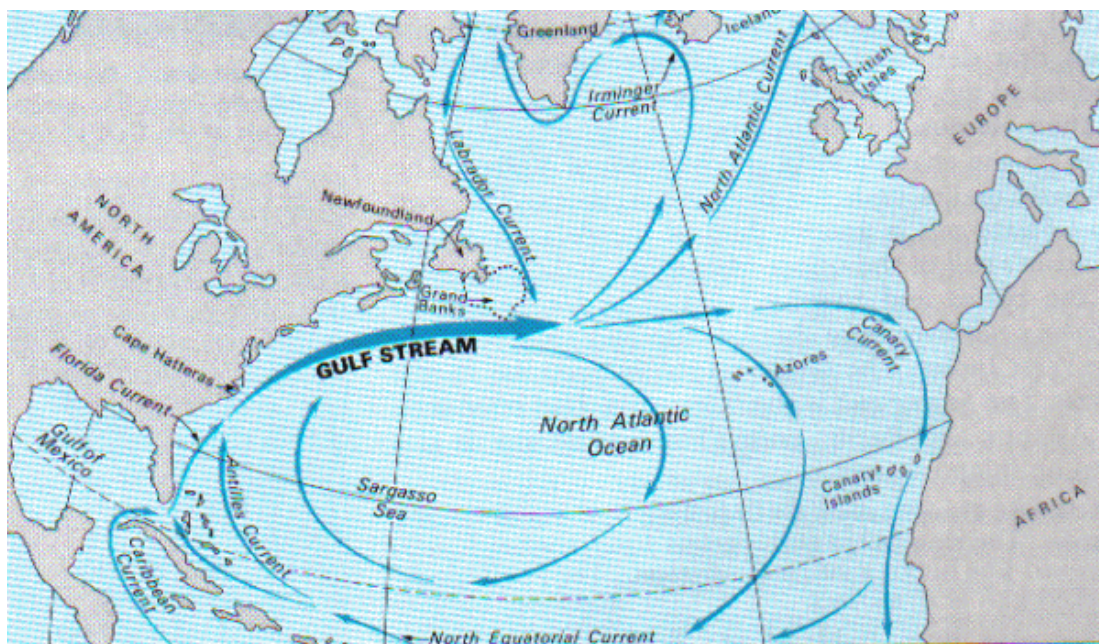 Greenland
Iceland
Irminger
Current
North Atlantic Current
British
Isles
EUROPE
Labrador Current
Newfoundland
NORTH
AMERICA
Grand
Banks
Cape Hatteras
GULF STREAM
Florida Current
Canary
Current
Azores
North Atlantic
Ocean
Gulf of
Mexico
Antilles Current
Sargasso
Sea
Canary
Islands
AFRICA
Caribbean
Current
North Equatorial Current